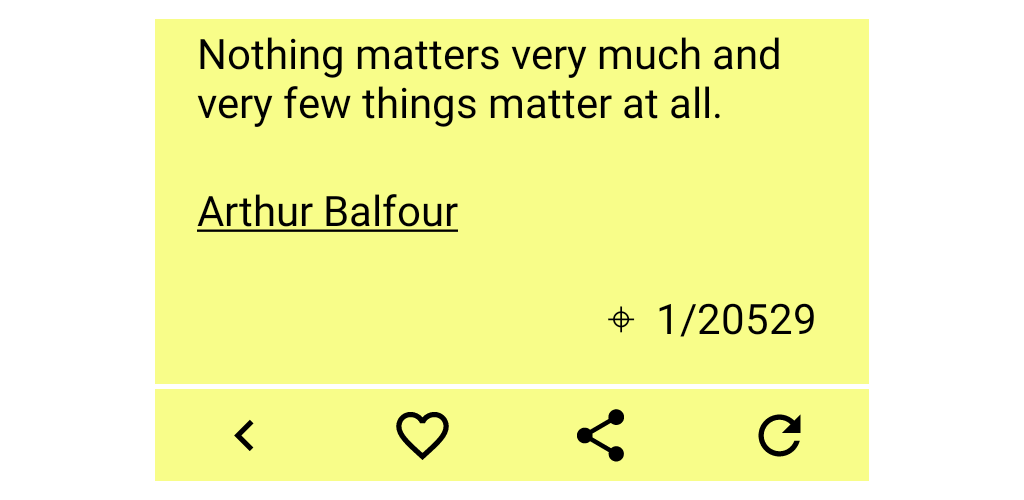 Nothing matters very much and
very few things matter at all.
Arthur Balfour
⌖ 1/20529